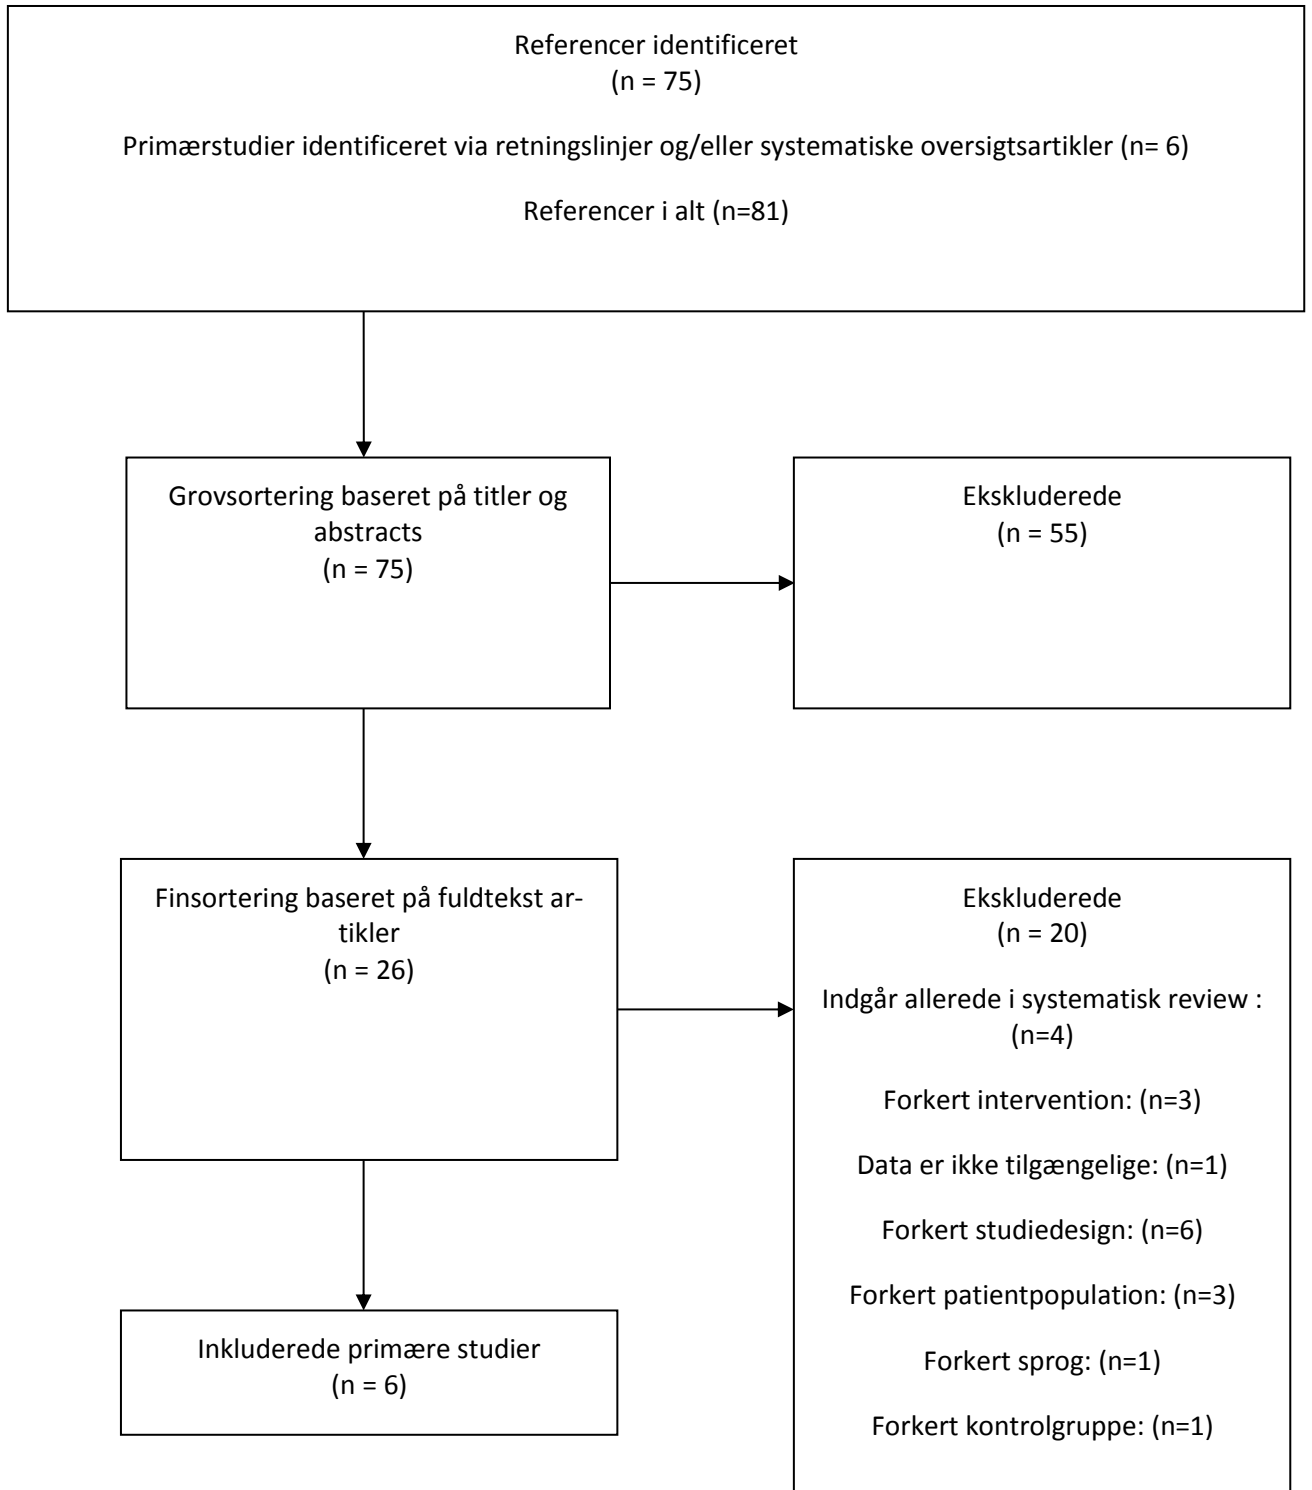 Referencer identificeret
(n = 75)
Primærstudier identificeret via retningslinjer og/eller systematiske oversigtsartikler (n= 6)
Referencer i alt (n=81)
Grovsortering baseret på titler og
abstracts
(n = 75)
Ekskluderede
(n = 55)
Finsortering baseret på fuldtekst ar-
tikler
(n = 26)
Ekskluderede
(n = 20)
Indgår allerede i systematisk review :
(n=4)
Forkert intervention: (n=3)
Data er ikke tilgængelige: (n=1)
Forkert studiedesign: (n=6)
Forkert patientpopulation: (n=3)
Forkert sprog: (n=1)
Forkert kontrolgruppe: (n=1)
Inkluderede primære studier
(n = 6)